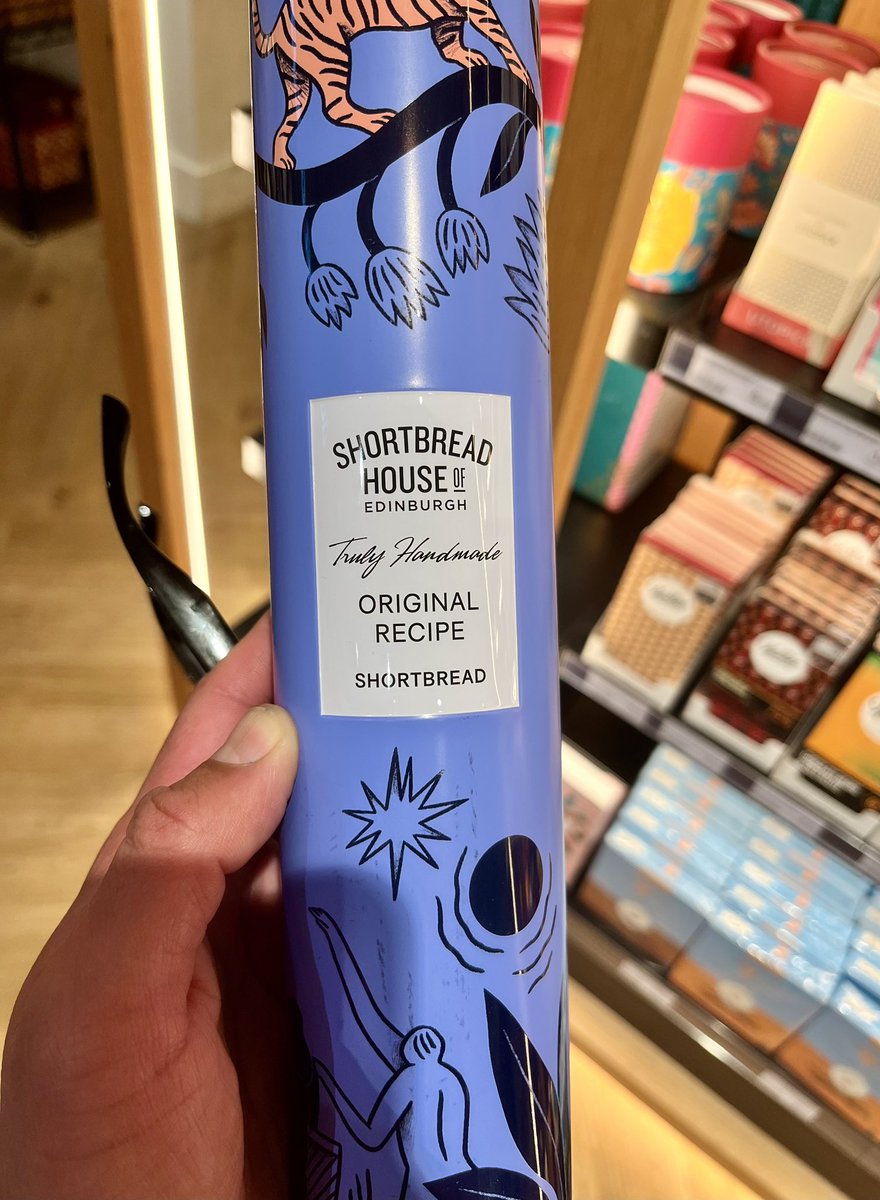 SHORTBREAD
HOUSE OF
EDINBURGH
Truly Handmade
ORIGINAL
RECIPE
SHORTBREAD